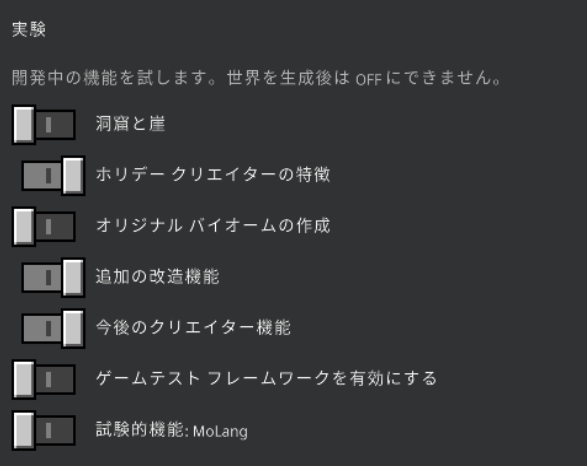 実験
開発中の機能を試します。世界を生成後は OFFにできません。
洞窟と崖
ホリデー クリエイターの特徴
オリジナル バイオームの作成
追加の改造機能
今後のクリエイター機能
ゲームテスト フレームワークを有効にする
試験的機能: MoLang